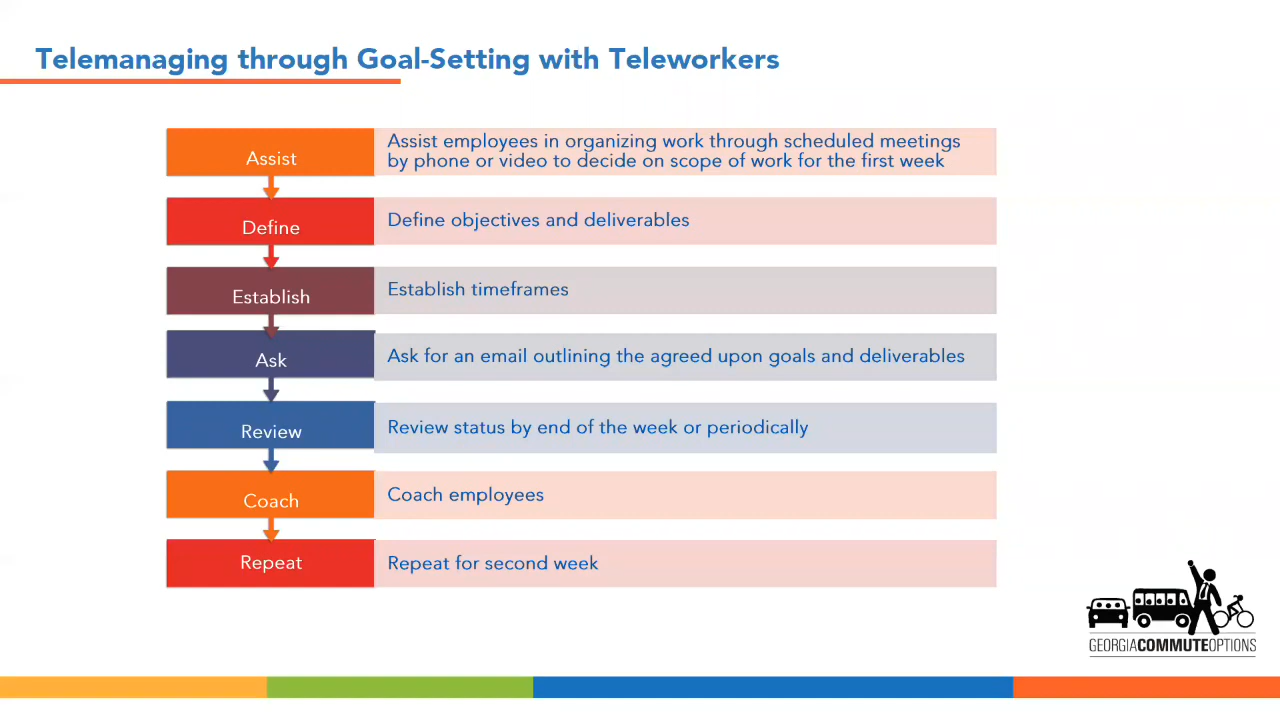 Telemanaging through Goal-Setting with Teleworkers
Assist
Assist employees in organizing work through scheduled meetings
by phone or video to decide on scope of work for the first week
Define
Define objectives and deliverables
Establish
Establish timeframes
Ask
Ask for an email outlining the agreed upon goals and deliverables
Review
Review status by end of the week or periodically
Coach
Coach employees
Repeat
Repeat for second week
GEORGIACOMMUTEOPTIONS